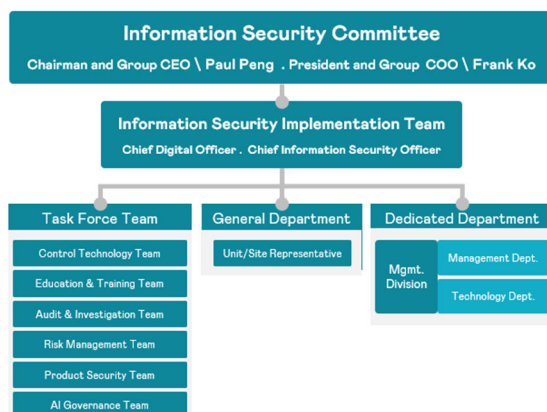 Information Security Committee
Chairman and Group CEO \ Paul Peng . President and Group COO \ Frank Ko
Information Security Implementation Team
Chief Digital Officer . Chief Information Security Officer
Task Force Team
Control Technology Team
Education & Training Team
Audit & Investigation Team
Risk Management Team
Product Security Team
AI Governance Team
General Department
Unit/Site Representative
Dedicated Department
Mgmt.
Division
Management Dept.
Technology Dept.